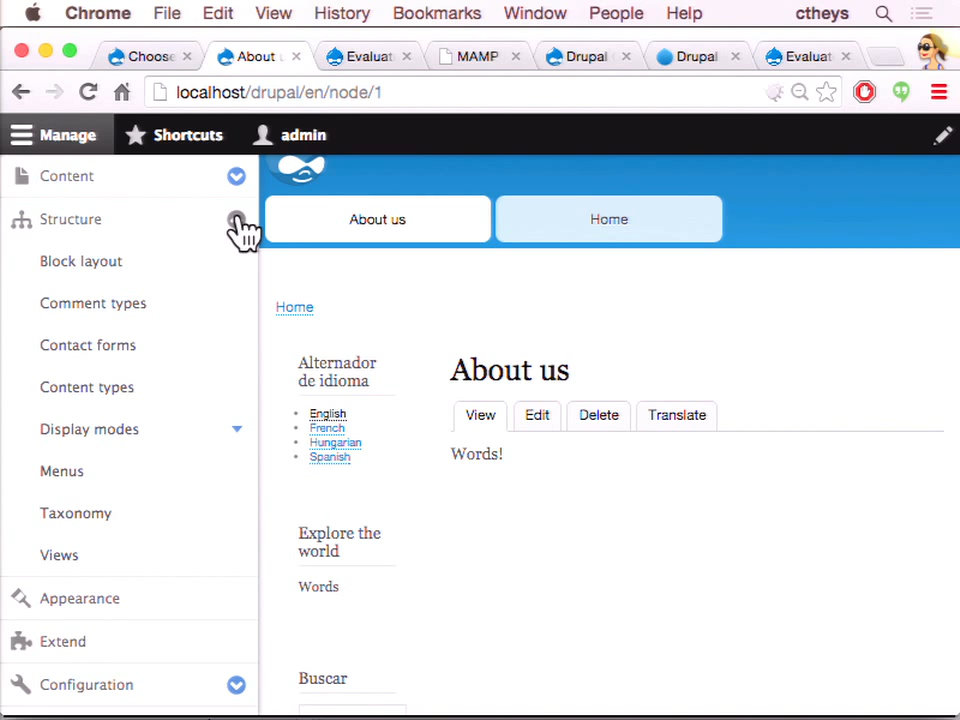 Chrome File Edit View History Bookmarks Window People Help ctheys
Choose About u Evaluat MAMP Drupal Drupal Evaluat
localhost/drupal/en/node/1
Manage Shortcuts admin
Content
Structure
Block layout
Comment types
Contact forms
Content types
Display modes
Menus
Taxonomy
Views
Appearance
Extend
Configuration
About us Home
Home
Alternador
de idioma
English
French
Hungarian
Spanish
Explore the
world
Words
Buscar
About us
View Edit Delete Translate
Words!